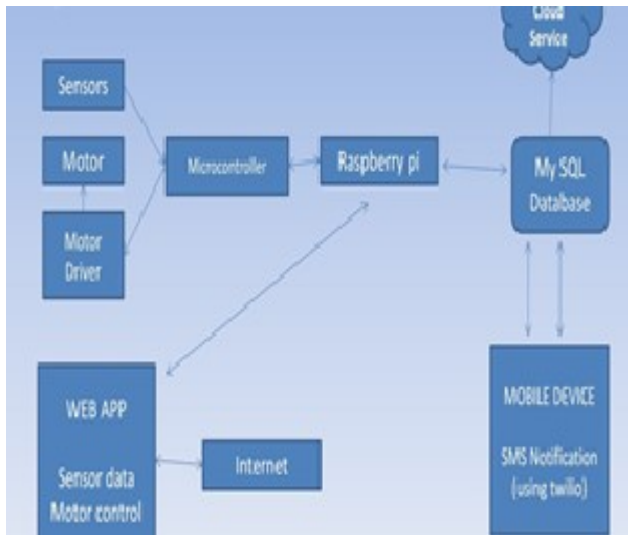 Cloud
Service
Sensors
Motor
Microcontroller
Raspberry pi
My SQL
Database
Motor
Driver
WEB APP
MOBILE DEVICE
Internet
SMS Notification
(using twilio)
Sensor data
Motor control